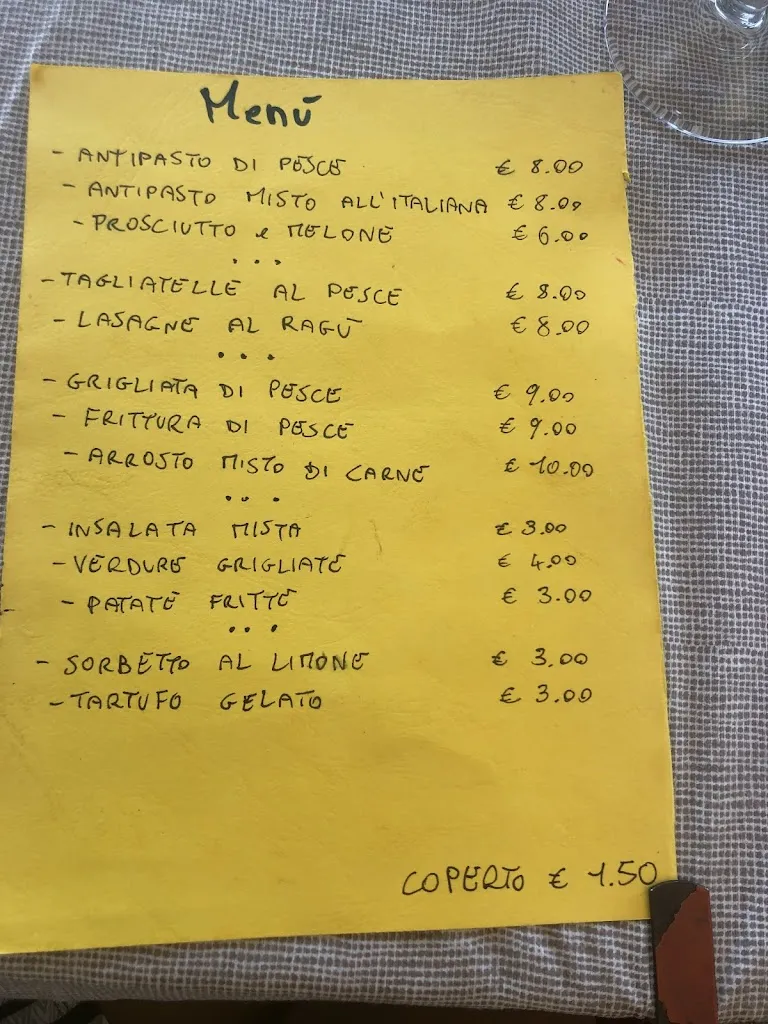 Menū
- ANTIPASTO DI PESCE € 8.00
- ANTIPASTO MISTO ALL'ITALIANA € 8.00
- PROSCIUTTO e MELONE € 6.00
...
- TAGLIATELLE AL PESCE € 8.00
- LASAGNE AL RAGŪ € 8.00
...
- GRIGLIATA DI PESCE € 9.00
- FRITTURA DI PESCE € 9.00
- ARROSTO MISTO DI CARNE € 10.00
...
- INSALATA MISTA € 3.00
- VERDURE GRIGLIATE € 4.00
- PATATE FRITTE € 3.00
...
- SORBETTO AL LIMONE € 3.00
- TARTUFO GELATO € 3.00
COPERTO € 1.50